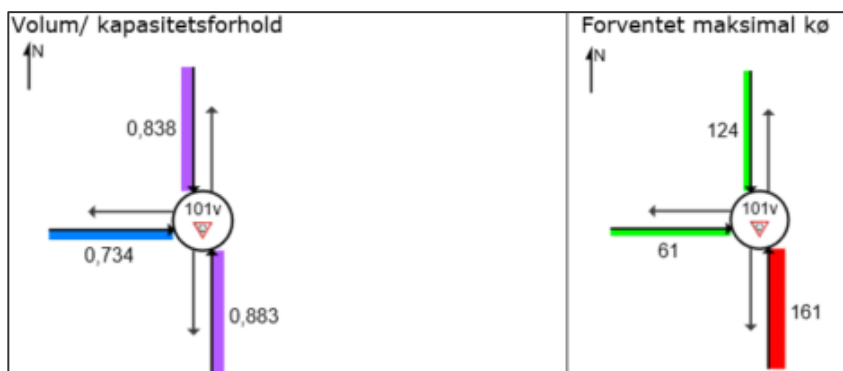 Volum/ kapasitetsforhold
N
0,838
101v
0,734
0,883
Forventet maksimal kø
N
124
101v
61
161